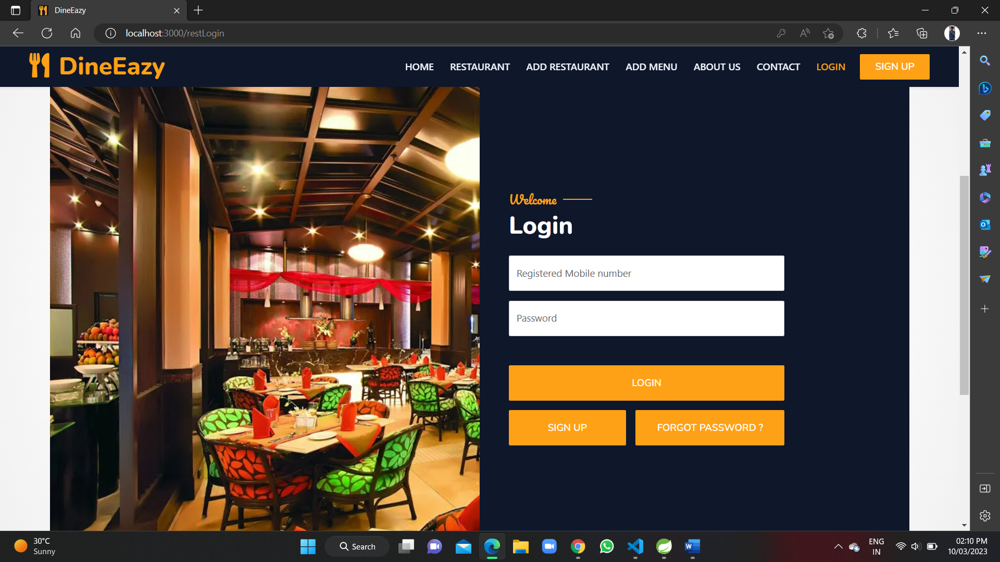 DineEazy
localhost:3000/restLogin
DineEazy
HOME
RESTAURANT
ADD RESTAURANT
ADD MENU
ABOUT US
CONTACT
LOGIN
SIGN UP
Welcome
Login
Registered Mobile number
Password
LOGIN
SIGN UP
FORGOT PASSWORD ?
30°C
Sunny
Search
ENG
IN
02:10 PM
10/03/2023